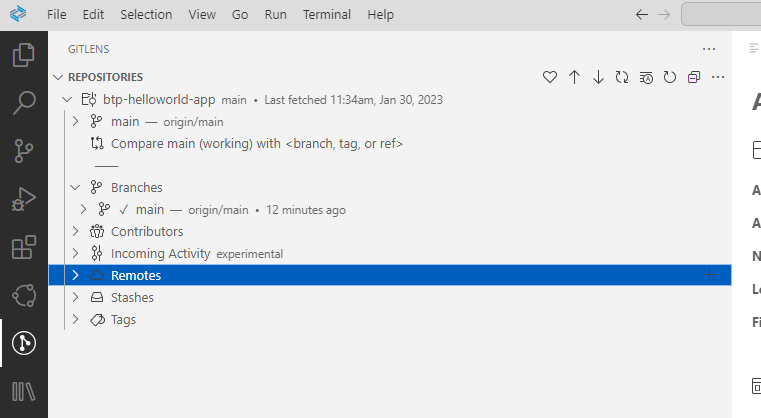 File Edit Selection View Go Run Terminal Help
GITLENS
REPOSITORIES
btp-helloworld-app main • Last fetched 11:34am, Jan 30, 2023
main — origin/main
Compare main (working) with <branch, tag, or ref>
Branches
✓ main — origin/main • 12 minutes ago
Contributors
Incoming Activity experimental
Remotes
Stashes
Tags
A
A
A
N
Lo
Fi